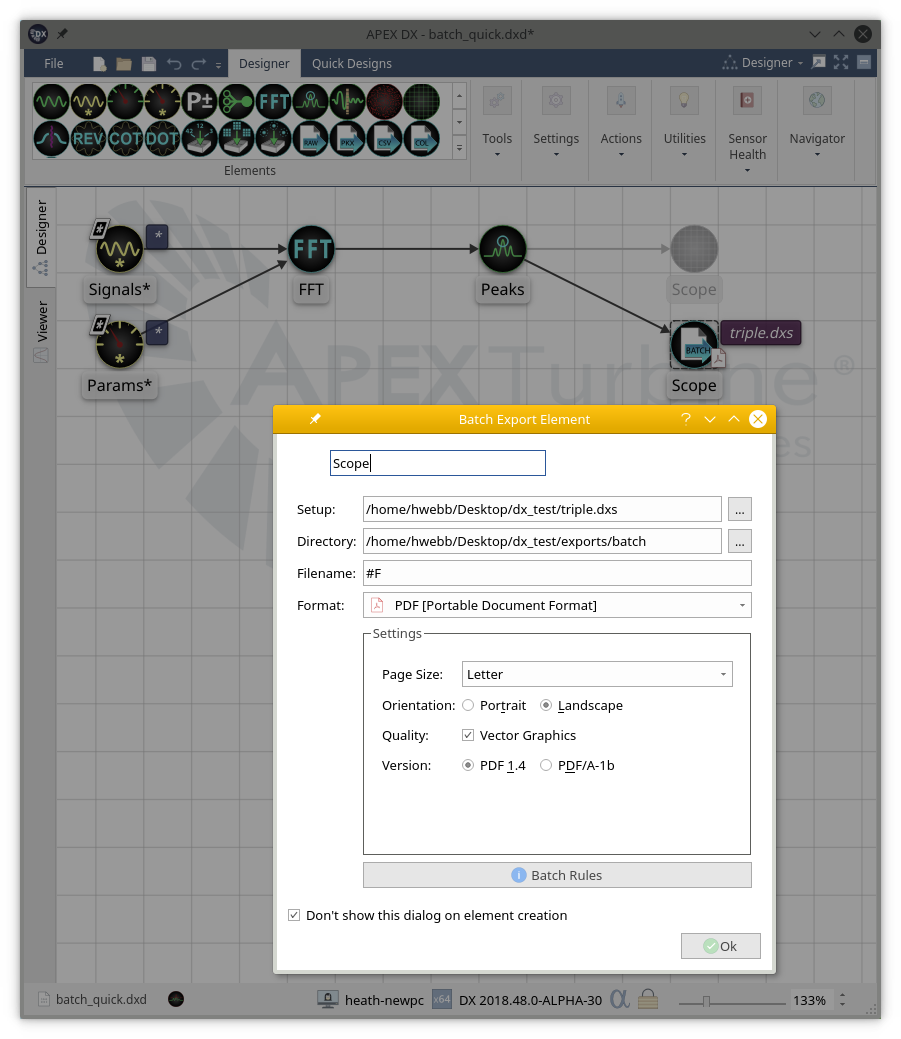 APEX DX - batch_quick.dxd*
File
Designer
Quick Designs
Designer
P±
FFT
REV
COT
DOT
RAW
PKX
CSV
COL
Elements
Tools
Settings
Actions
Utilities
Sensor
Health
Navigator
Designer
Viewer
*
FFT
Signals*
FFT
Peaks
Scope
*
BATCH
triple.dxs
Params*
Scope
APEX Turbine®
Batch Export Element
Scope
Setup: /home/hwebb/Desktop/dx_test/triple.dxs ...
Directory: /home/hwebb/Desktop/dx_test/exports/batch ...
Filename: #F
Format: PDF [Portable Document Format]
Settings
Page Size: Letter
Orientation: Portrait Landscape
Quality: Vector Graphics
Version: PDF 1.4 PDF/A-1b
Batch Rules
Don't show this dialog on element creation
Ok
batch_quick.dxd heath-newpc x64 DX 2018.48.0-ALPHA-30 α 133%